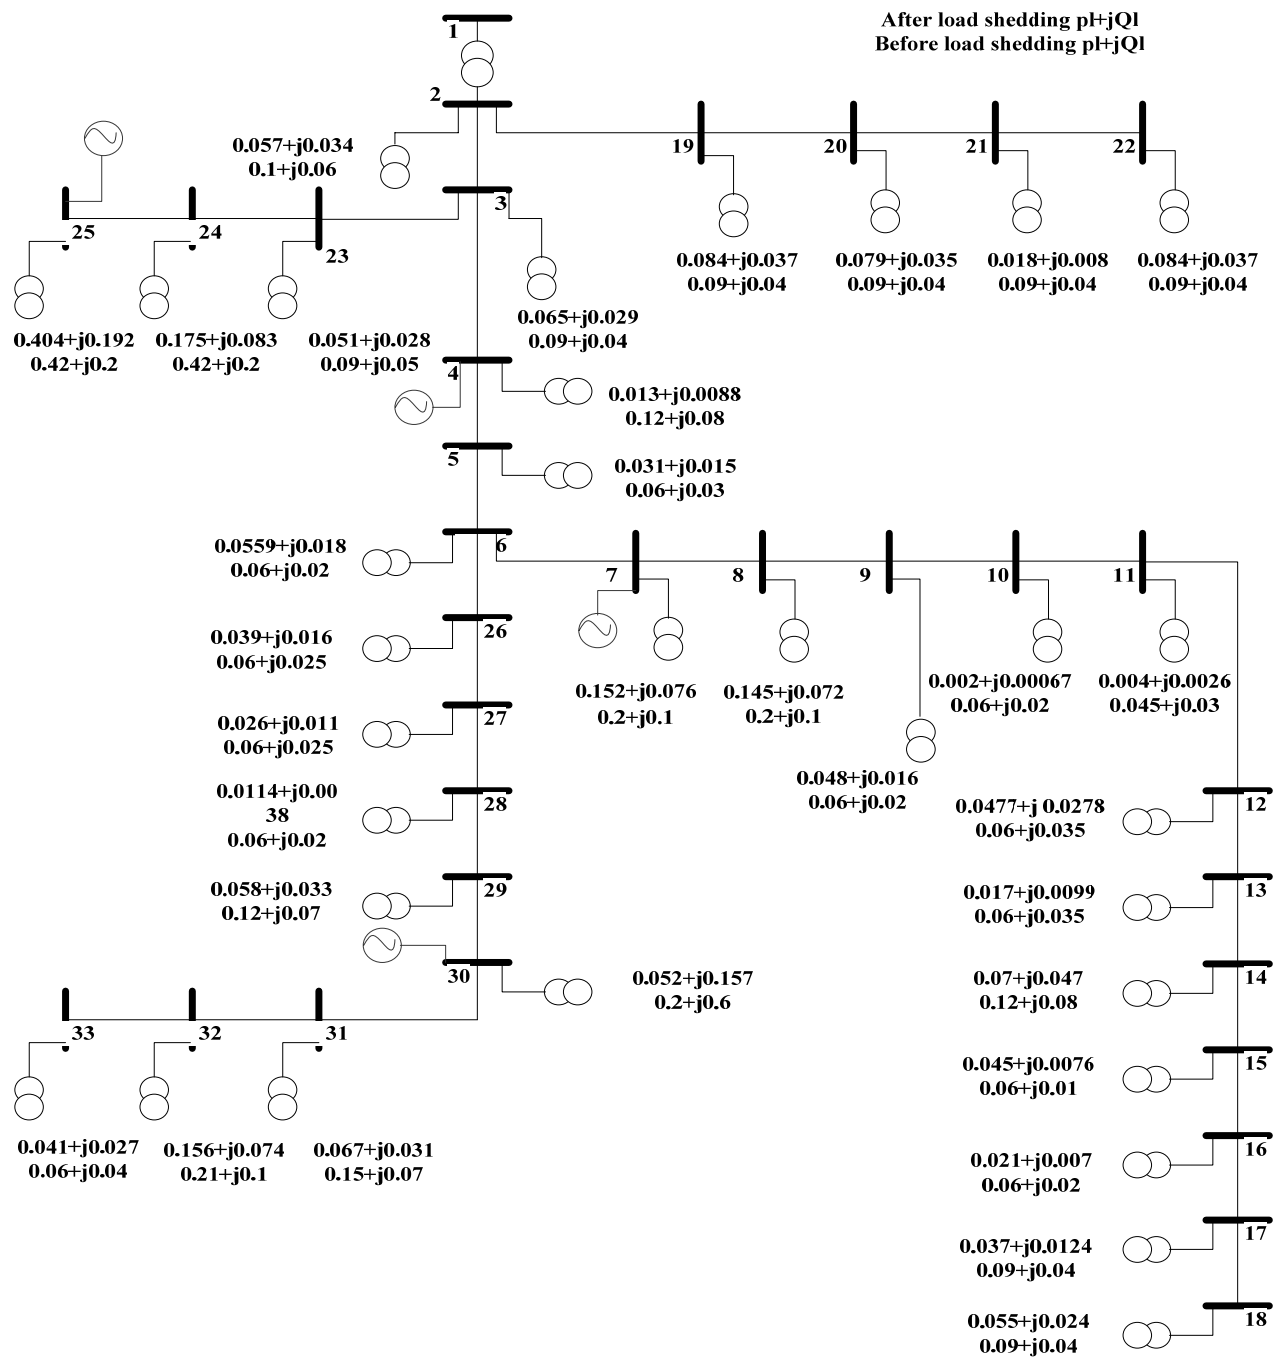 After load shedding pl+jQl
Before load shedding pl+jQl
1
2
0.057+j0.034
0.1+j0.06
19
20
21
22
3
25
24
23
0.084+j0.037
0.09+j0.04
0.079+j0.035
0.09+j0.04
0.018+j0.008
0.09+j0.04
0.084+j0.037
0.09+j0.04
0.404+j0.192
0.42+j0.2
0.175+j0.083
0.42+j0.2
0.051+j0.028
0.09+j0.05
0.065+j0.029
0.09+j0.04
4
0.013+j0.0088
0.12+j0.08
5
0.031+j0.015
0.06+j0.03
6
0.0559+j0.018
0.06+j0.02
7
8
9
10
11
26
0.039+j0.016
0.06+j0.025
0.152+j0.076
0.2+j0.1
0.145+j0.072
0.2+j0.1
0.002+j0.00067
0.06+j0.02
0.004+j0.0026
0.045+j0.03
27
0.026+j0.011
0.06+j0.025
0.048+j0.016
0.06+j0.02
28
0.0114+j0.00
38
0.06+j0.02
12
0.0477+j 0.0278
0.06+j0.035
29
0.058+j0.033
0.12+j0.07
13
0.017+j0.0099
0.06+j0.035
30
0.052+j0.157
0.2+j0.6
14
0.07+j0.047
0.12+j0.08
33
32
31
15
0.045+j0.0076
0.06+j0.01
0.041+j0.027
0.06+j0.04
0.156+j0.074
0.21+j0.1
0.067+j0.031
0.15+j0.07
16
0.021+j0.007
0.06+j0.02
17
0.037+j0.0124
0.09+j0.04
18
0.055+j0.024
0.09+j0.04